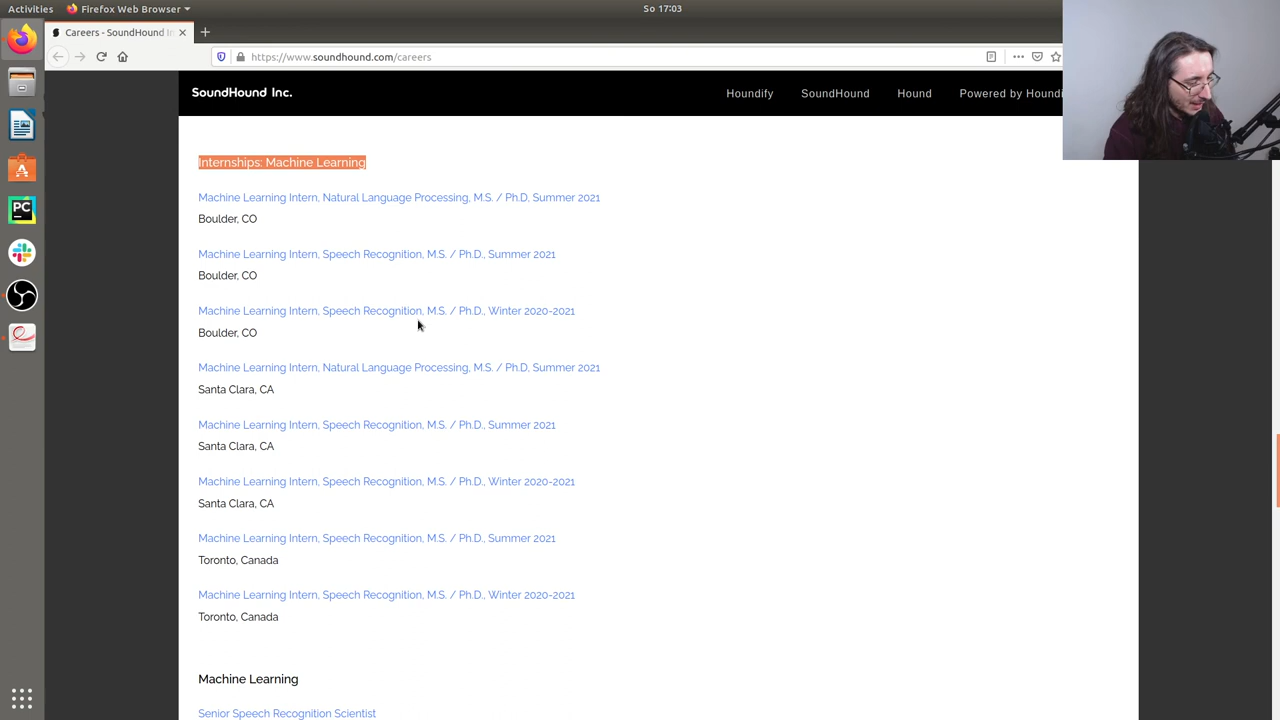 Activities
Firefox Web Browser
So 17:03
Careers - SoundHound In
https://www.soundhound.com/careers
SoundHound Inc.
Houndify
SoundHound
Hound
Powered by Houndi
Internships: Machine Learning
Machine Learning Intern, Natural Language Processing, M.S. / Ph.D, Summer 2021
Boulder, CO
Machine Learning Intern, Speech Recognition, M.S. / Ph.D., Summer 2021
Boulder, CO
Machine Learning Intern, Speech Recognition, M.S. / Ph.D., Winter 2020-2021
Boulder, CO
Machine Learning Intern, Natural Language Processing, M.S. / Ph.D, Summer 2021
Santa Clara, CA
Machine Learning Intern, Speech Recognition, M.S. / Ph.D., Summer 2021
Santa Clara, CA
Machine Learning Intern, Speech Recognition, M.S. / Ph.D., Winter 2020-2021
Santa Clara, CA
Machine Learning Intern, Speech Recognition, M.S. / Ph.D., Summer 2021
Toronto, Canada
Machine Learning Intern, Speech Recognition, M.S. / Ph.D., Winter 2020-2021
Toronto, Canada
Machine Learning
Senior Speech Recognition Scientist
PC